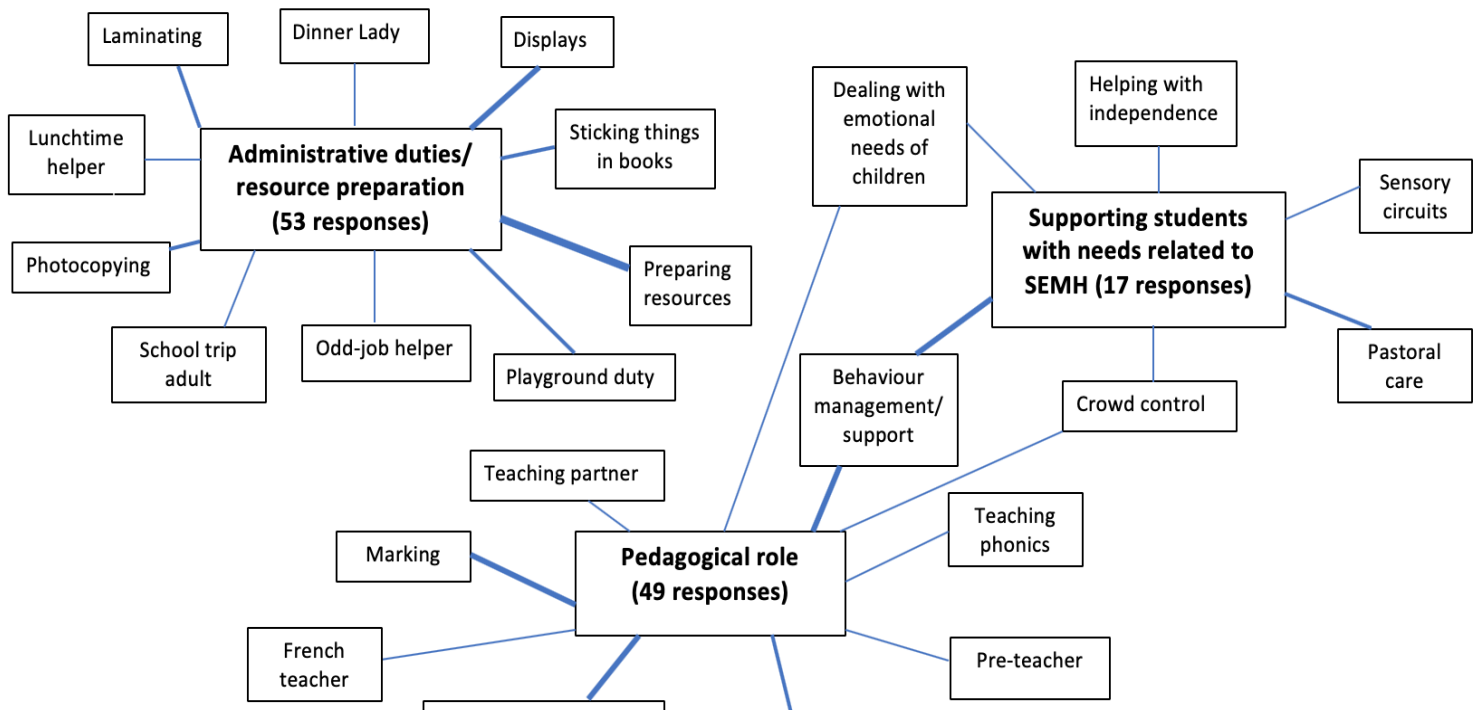 Laminating
Dinner Lady
Displays
Lunchtime
helper
Administrative duties/
resource preparation
(53 responses)
Sticking things
in books
Photocopying
Preparing
resources
School trip
adult
Odd-job helper
Playground duty
Dealing with
emotional
needs of
children
Helping with
independence
Supporting students
with needs related to
SEMH (17 responses)
Sensory
circuits
Pastoral
care
Behaviour
management/
support
Crowd control
Teaching partner
Marking
Pedagogical role
(49 responses)
Teaching
phonics
French
teacher
Pre-teacher